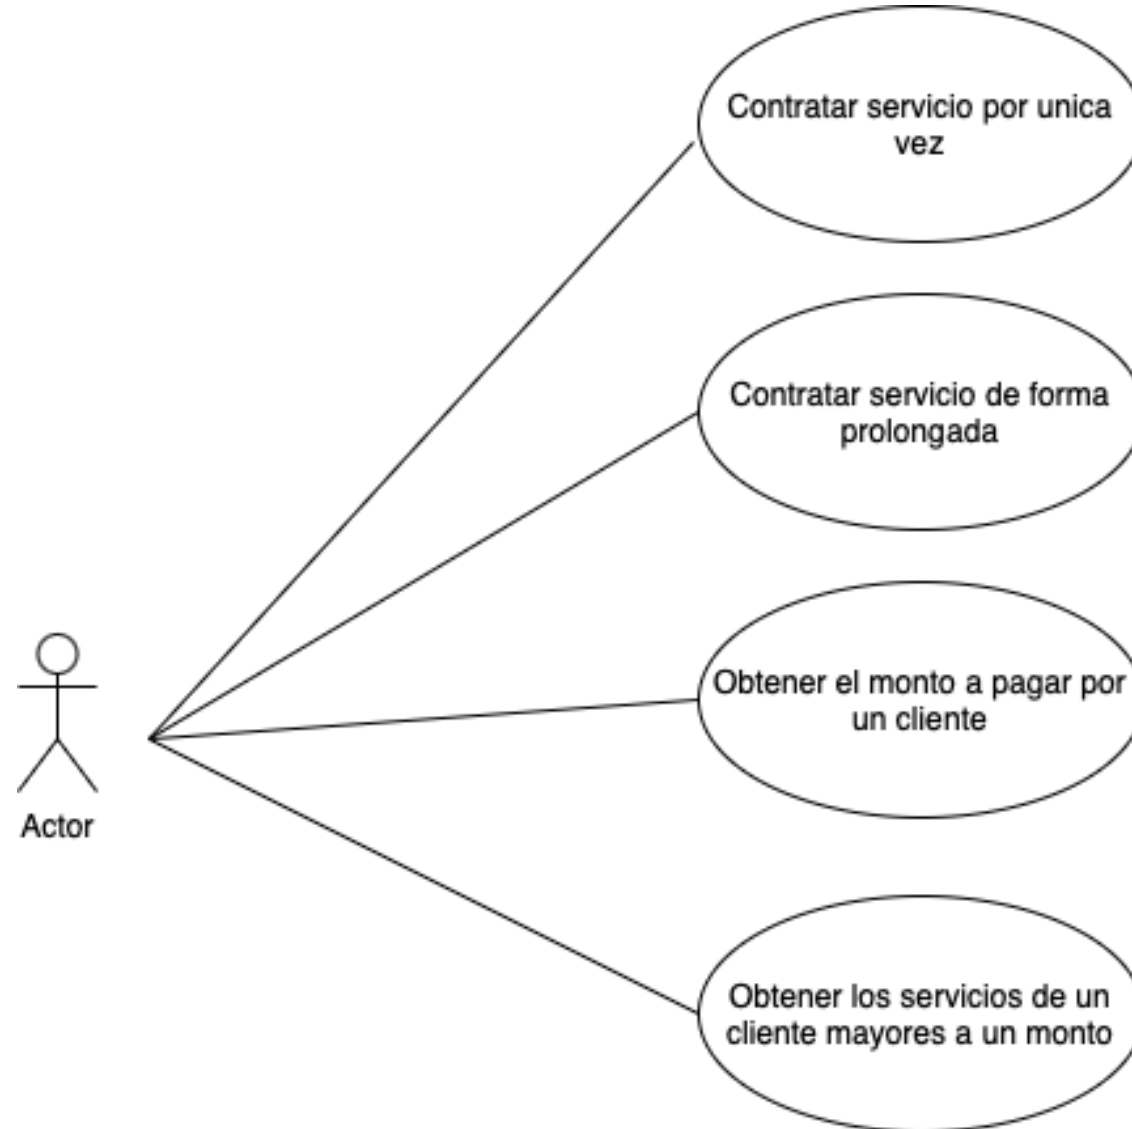 Contratar servicio por unica
vez
Contratar servicio de forma
prolongada
Obtener el monto a pagar por
un cliente
Actor
Obtener los servicios de un
cliente mayores a un monto